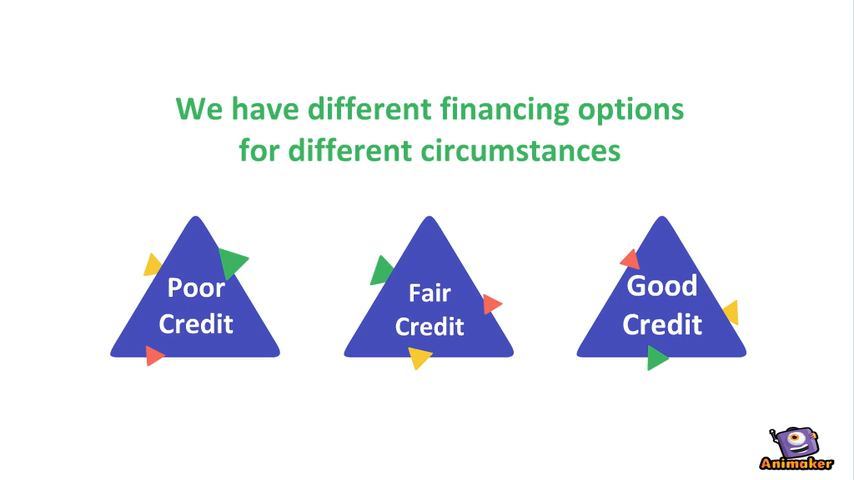 We have different financing options
for different circumstances
Poor
Credit
Fair
Credit
Good
Credit
Animaker